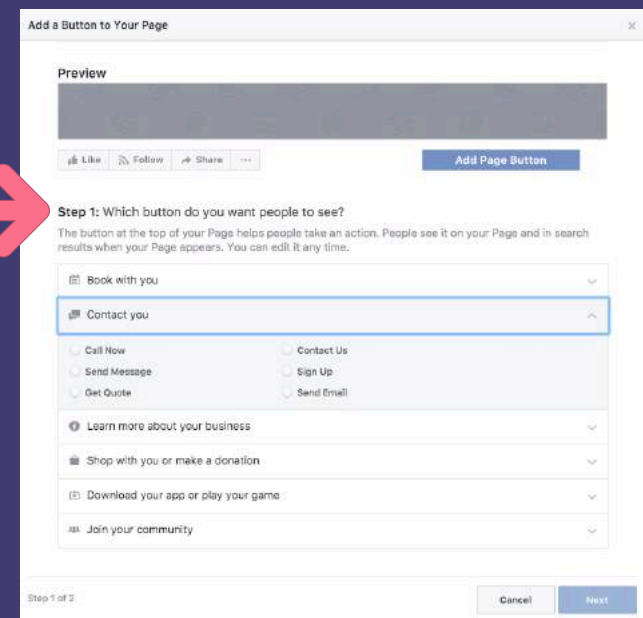 Add a Button to Your Page
Preview
Like Follow Share ...
Add Page Button
Step 1: Which button do you want people to see?
The button at the top of your Page helps people take an action. People see it on your Page and in search
results when your Page appears. You can edit it any time.
Book with you
Contact you
Call Now Contact Us
Send Message Sign Up
Get Quote Send Email
Learn more about your business
Shop with you or make a donation
Download your app or play your game
Join your community
Step 1 of 2
Cancel Next